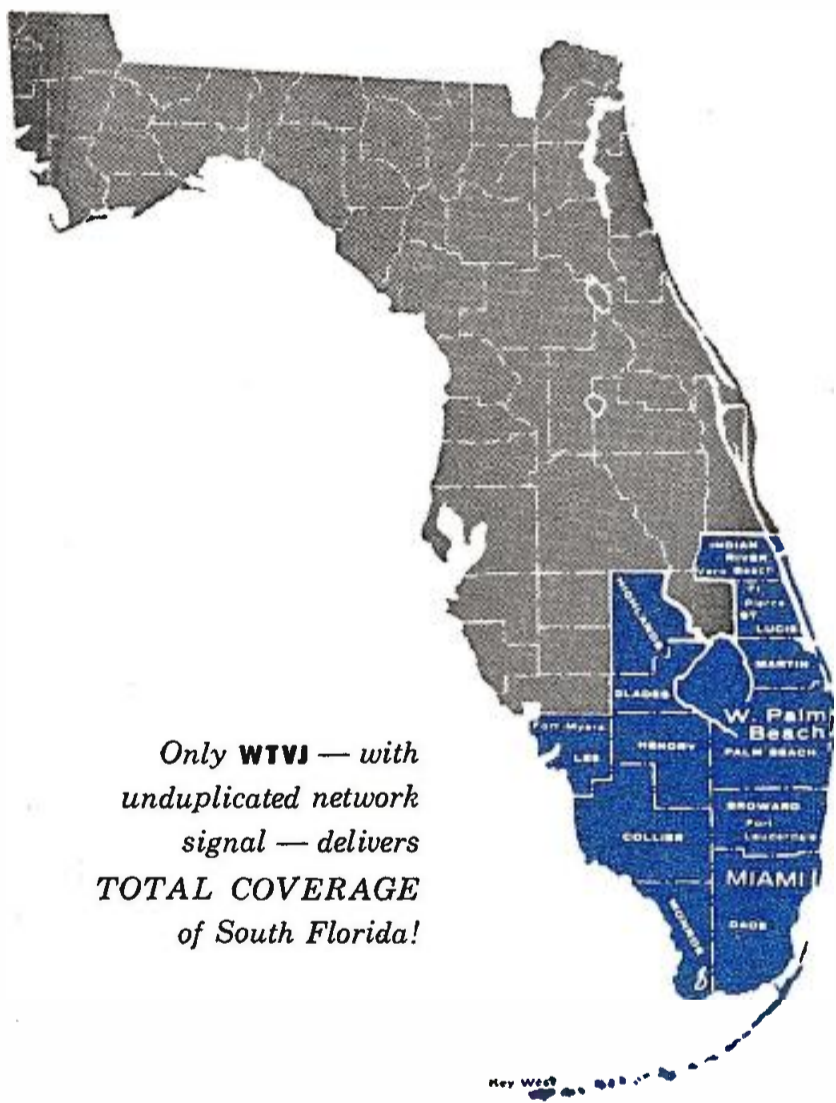 INDIAN
RIVER
Vero Beach
Ft.
Pierce
ST.
LUCIE
HIGHLANDS
MARTIN
GLADES
W. Palm
Beach
PALM BEACH
Fort Myers
LEE
HENDRY
BROWARD
Fort
Lauderdale
COLLIER
MIAMI
MONROE
DADE
Key West
Only WTVJ — with
unduplicated network
signal — delivers
TOTAL COVERAGE
of South Florida!